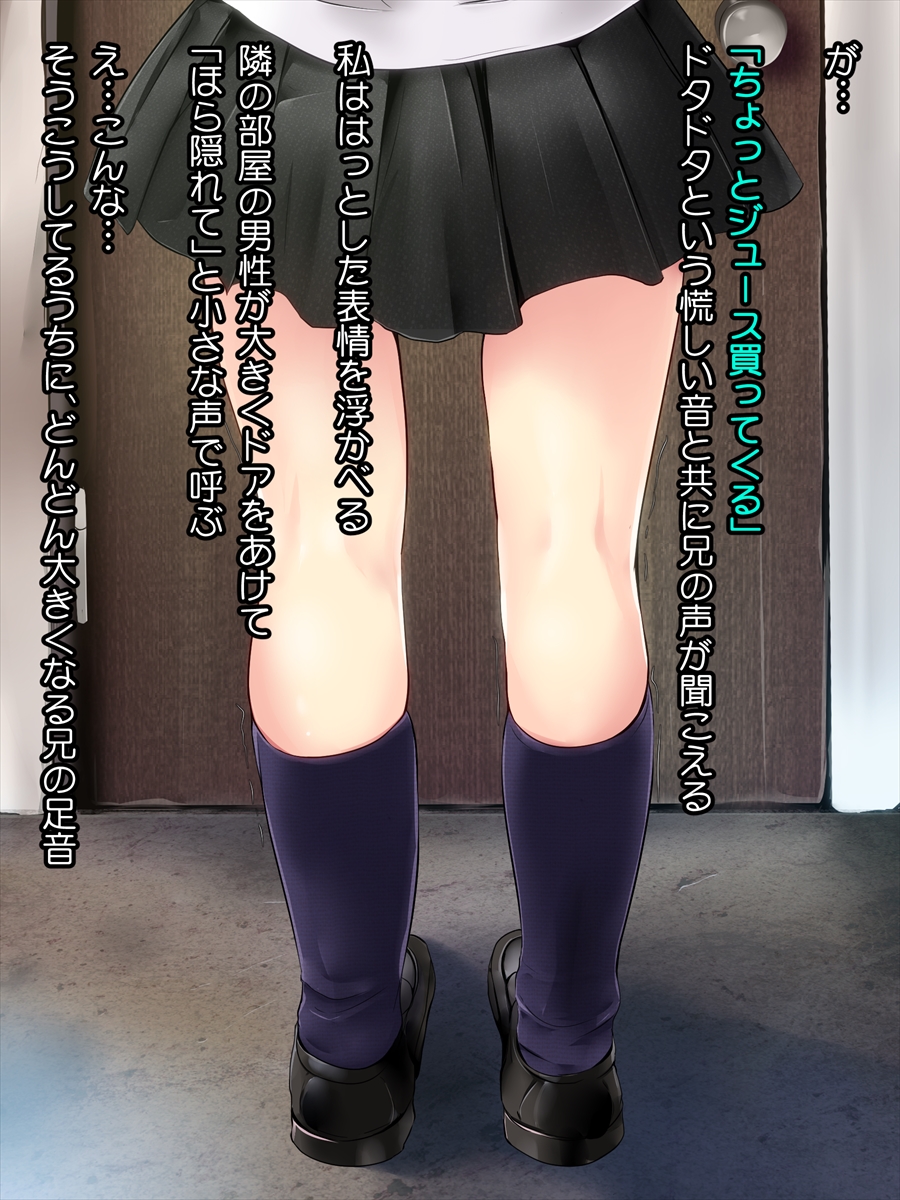 が…
「ちょっとジュース買ってくる」
ドタドタという慌しい音と共に兄の声が聞こえる
私ははっとした表情を浮かべる
隣の部屋の男性が大きくドアをあけて
「ほら隠れて」と小さな声で呼ぶ
え…こんな…
そうこうしてるうちに、どんどん大きくなる兄の足音